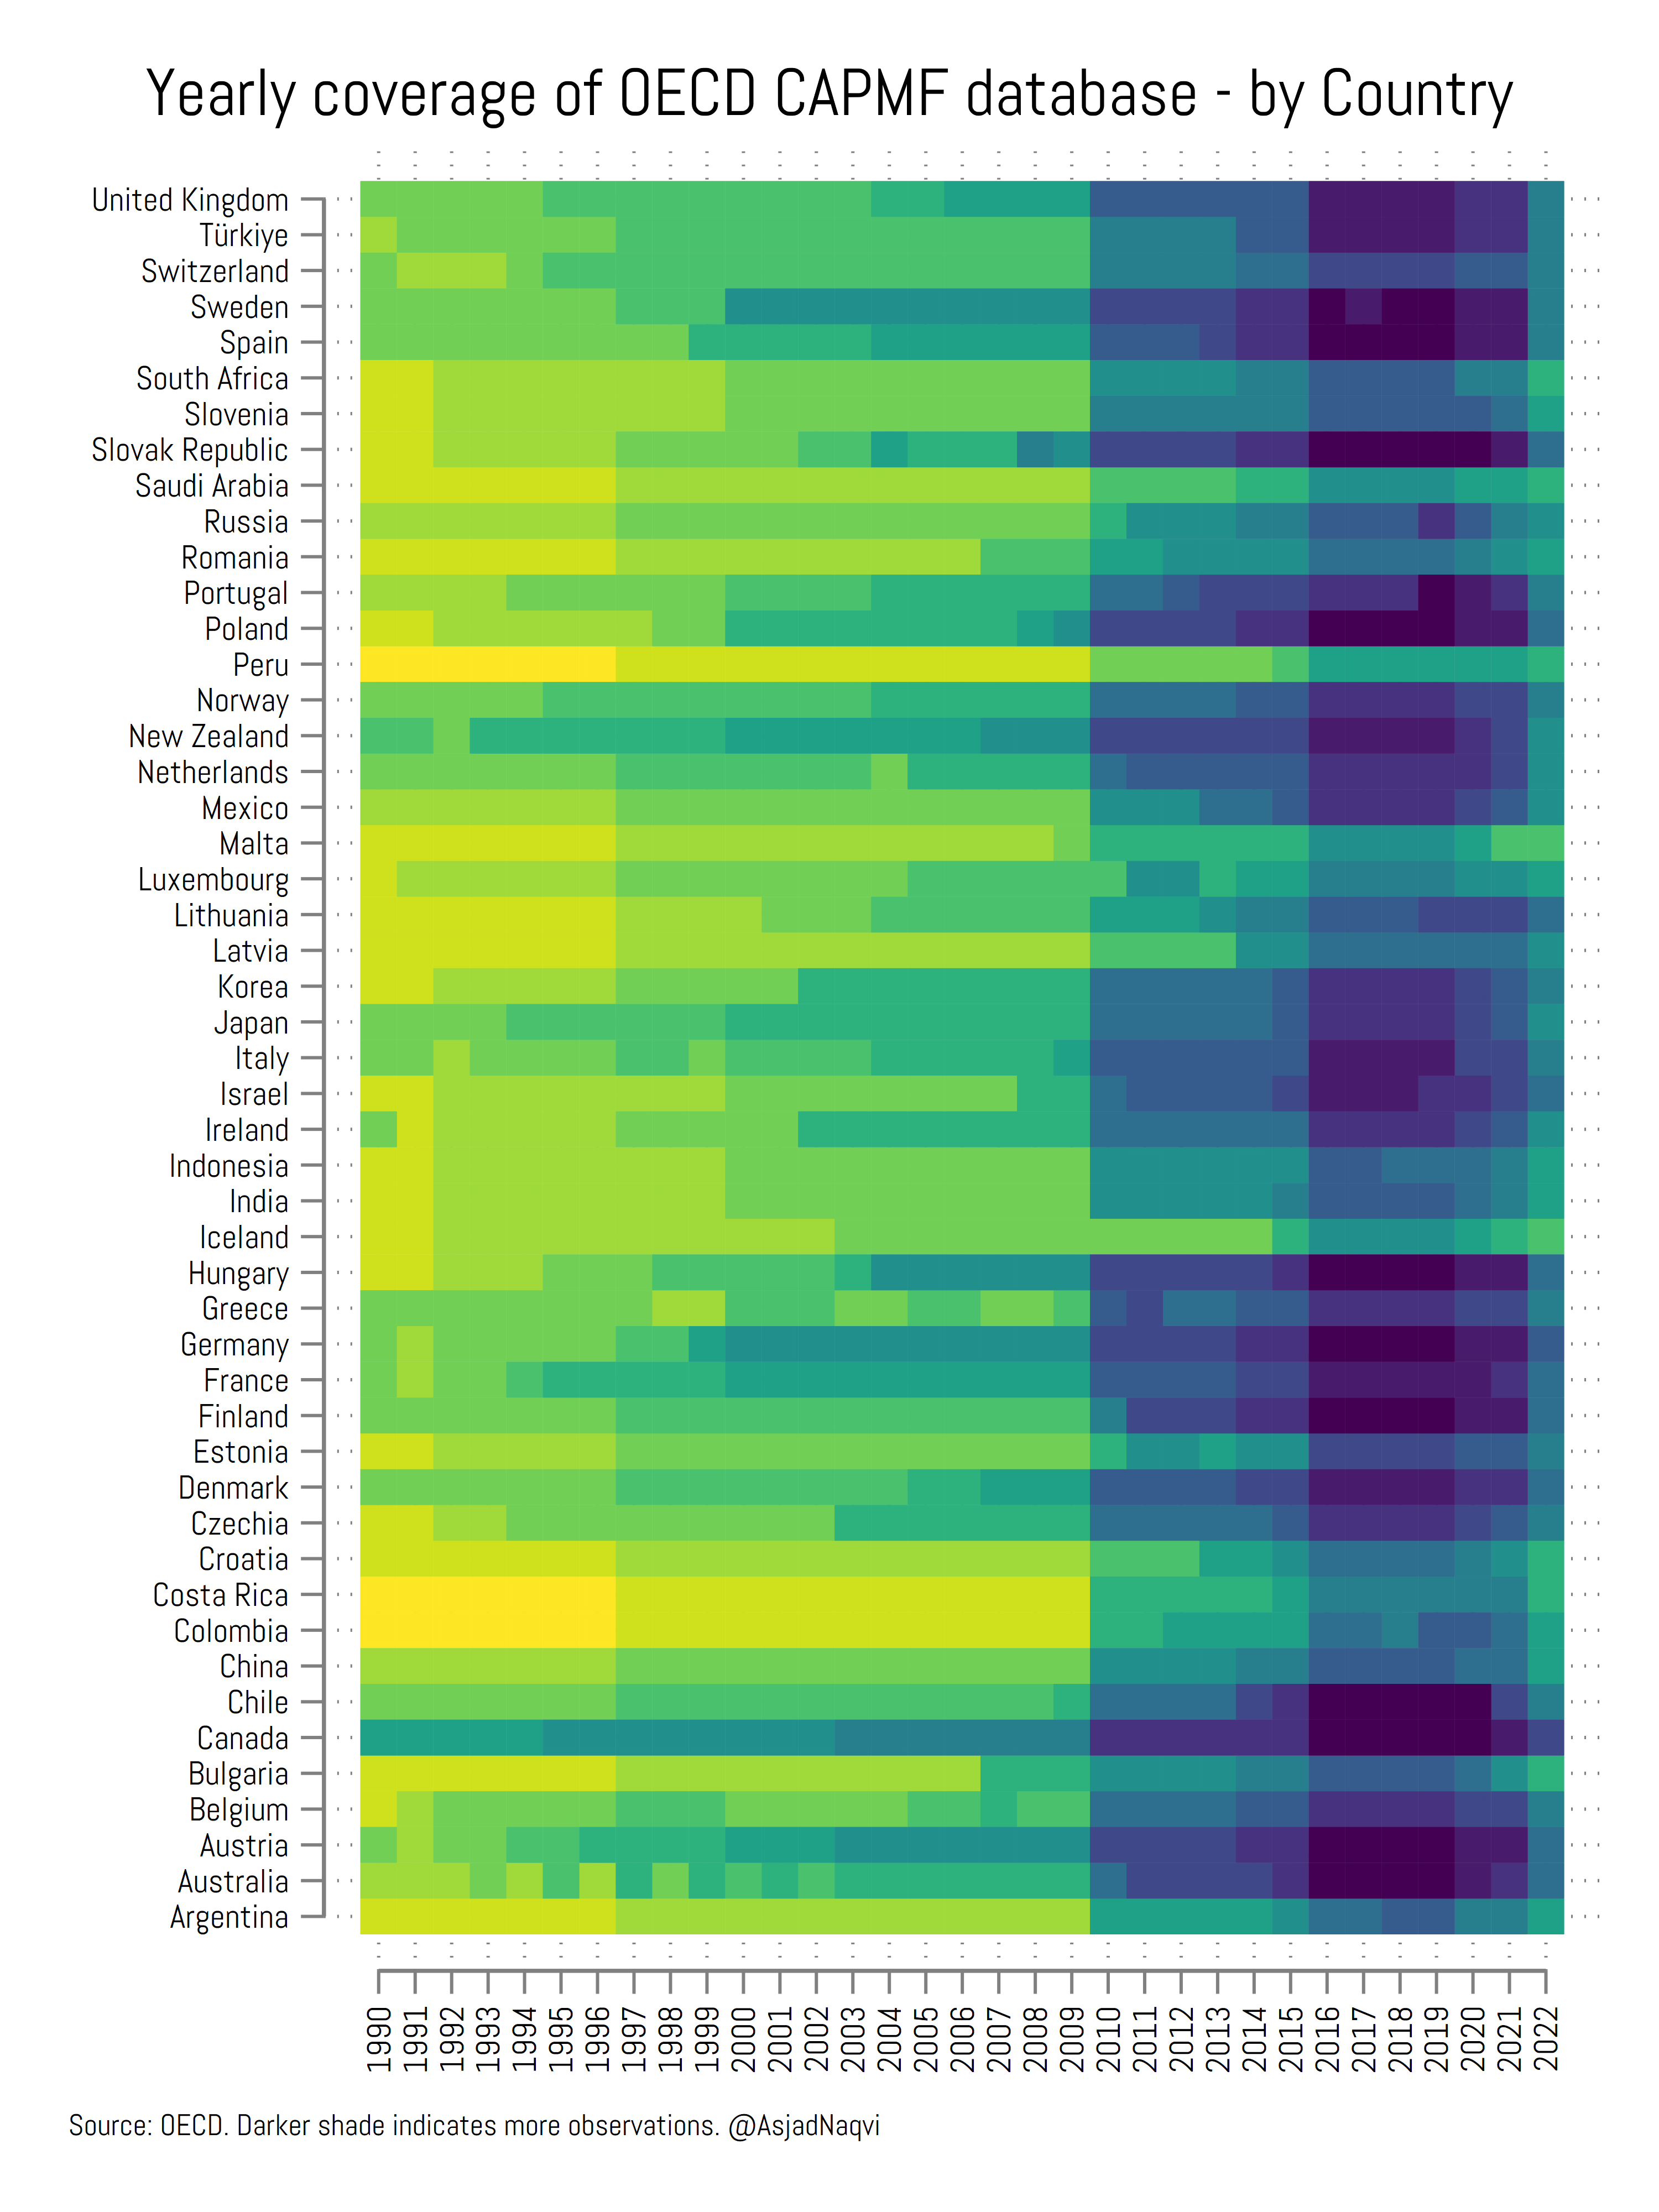 Yearly coverage of OECD CAPMF database - by Country
United Kingdom
Türkiye
Switzerland
Sweden
Spain
South Africa
Slovenia
Slovak Republic
Saudi Arabia
Russia
Romania
Portugal
Poland
Peru
Norway
New Zealand
Netherlands
Mexico
Malta
Luxembourg
Lithuania
Latvia
Korea
Japan
Italy
Israel
Ireland
Indonesia
India
Iceland
Hungary
Greece
Germany
France
Finland
Estonia
Denmark
Czechia
Croatia
Costa Rica
Colombia
China
Chile
Canada
Bulgaria
Belgium
Austria
Australia
Argentina
1990 1991 1992 1993 1994 1995 1996 1997 1998 1999 2000 2001 2002 2003 2004 2005 2006 2007 2008 2009 2010 2011 2012 2013 2014 2015 2016 2017 2018 2019 2020 2021 2022
Source: OECD. Darker shade indicates more observations. @AsjadNaqvi